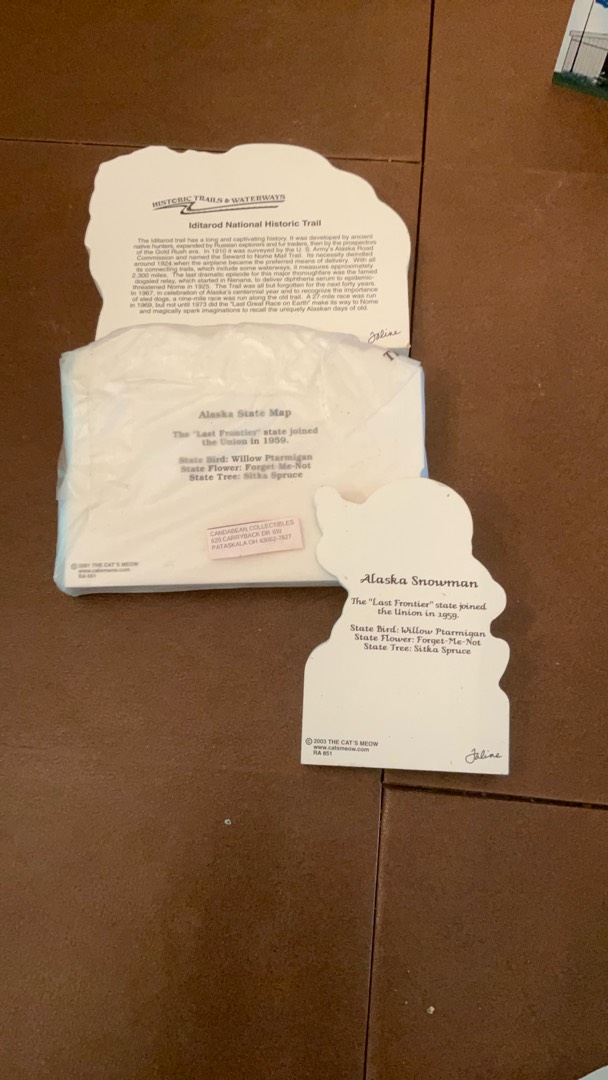 HISTORIC TRAILS & WATERWAYS
Iditarod National Historic Trail
The Iditarod trail has a long and captivating history. It was developed by ancient
native hunters, expanded by Russian explorers and fur traders, then by the prospectors
of the Gold Rush era. In 1910 it was surveyed by the U. S. Army's Alaska Road
Commission and named the Seward to Nome Mail Trail. Its necessity dwindled
around 1924 when the airplane became the preferred means of delivery. With all
its connecting trails, which include some waterways, it measures approximately
2,300 miles. The last dramatic episode for this major thoroughfare was the famed
dogsled relay, which started in Nenana, to deliver diphtheria serum to epidemic-
threatened Nome in 1925. The Trail was all but forgotten for the next forty years.
In 1967, in celebration of Alaska's centennial year and to recognize the importance
of sled dogs, a nine-mile race was run along the old trail. A 27-mile race was run
in 1969, but not until 1973 did the "Last Great Race on Earth" make its way to Nome
and magically spark imaginations to recall the uniquely Alaskan days of old.
Faline
Alaska State Map
The "Last Frontier" state joined
the Union in 1959.
State Bird: Willow Ptarmigan
State Flower: Forget-Me-Not
State Tree: Sitka Spruce
CANDABEAN COLLECTIBLES
PATASKALA OH
© 2001 THE CAT'S MEOW
www.catsmeow.com
Alaska Snowman
The "Last Frontier" state joined
the Union in 1959.
State Bird: Willow Ptarmigan
State Flower: Forget-Me-Not
State Tree: Sitka Spruce
© 2003 THE CAT'S MEOW
www.catsmeow.com
RA 851
Faline